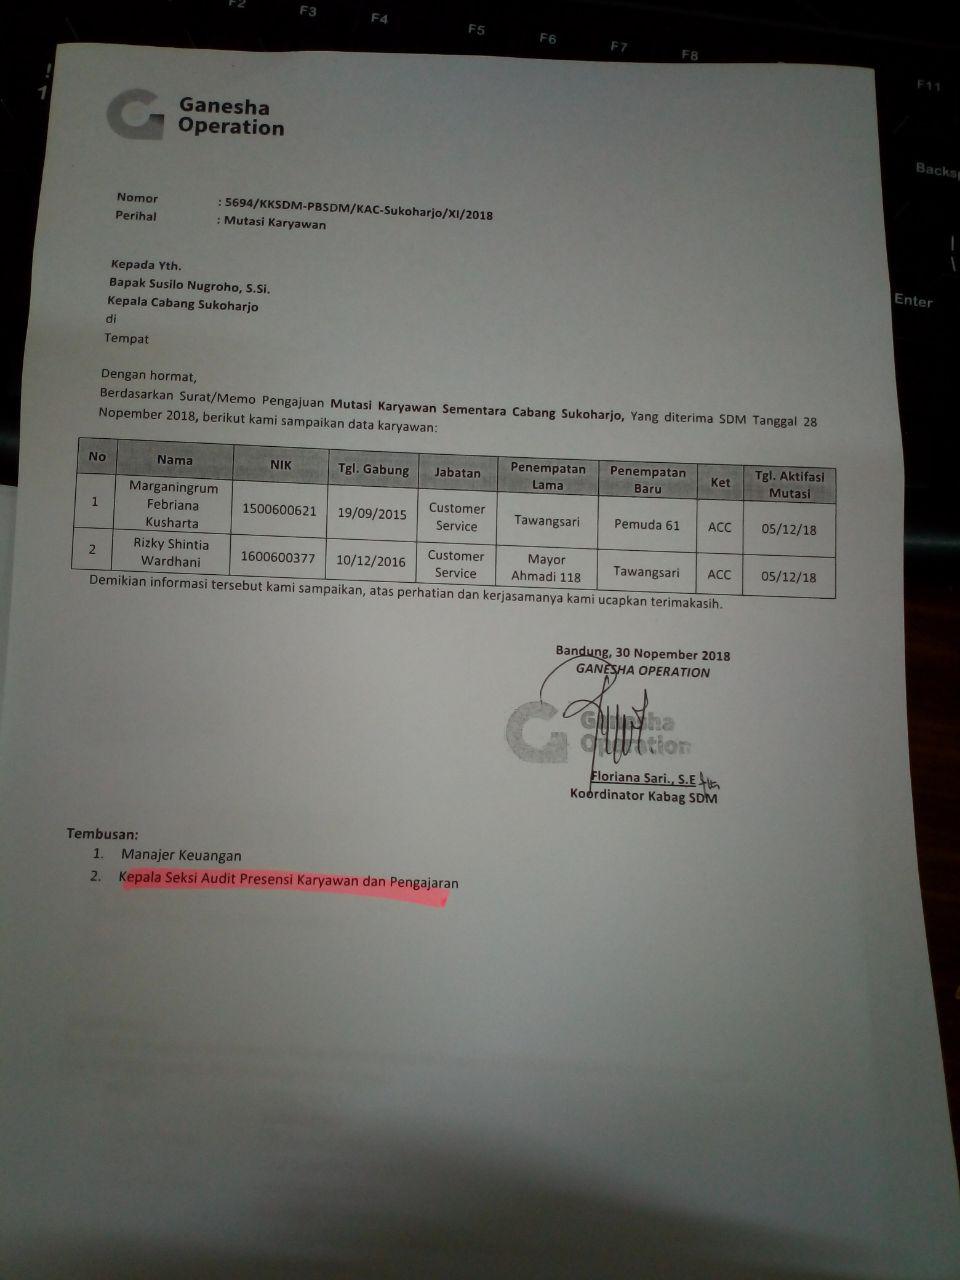 F2
F3
F4
F5
F6
F7
F8
F11
!
1
Backs
|
\
Enter
Ganesha
Operation
Nomor : 5694/KKSDM-PBSDM/KAC-Sukoharjo/XI/2018
Perihal : Mutasi Karyawan
Kepada Yth.
Bapak Susilo Nugroho, S.Si.
Kepala Cabang Sukoharjo
di
Tempat
Dengan hormat,
Berdasarkan Surat/Memo Pengajuan Mutasi Karyawan Sementara Cabang Sukoharjo, Yang diterima SDM Tanggal 28
Nopember 2018, berikut kami sampaikan data karyawan:
No Nama NIK Tgl. Gabung Jabatan Penempatan Lama Penempatan Baru Ket Tgl. Aktifasi Mutasi
1 Marganingrum Febriana Kusharta 1500600621 19/09/2015 Customer Service Tawangsari Pemuda 61 ACC 05/12/18
2 Rizky Shintia Wardhani 1600600377 10/12/2016 Customer Service Mayor Ahmadi 118 Tawangsari ACC 05/12/18
Demikian informasi tersebut kami sampaikan, atas perhatian dan kerjasamanya kami ucapkan terimakasih.
Bandung, 30 Nopember 2018
GANESHA OPERATION
Ganesha
Operation
Floriana Sari., S.E
Koordinator Kabag SDM
Tembusan:
1. Manajer Keuangan
2. Kepala Seksi Audit Presensi Karyawan dan Pengajaran